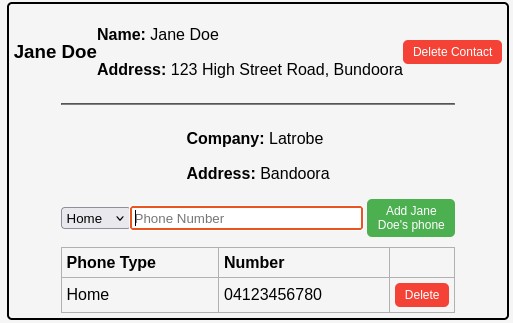 Name: Jane Doe
Jane Doe
Address: 123 High Street Road, Bundoora
Delete Contact
Company: Latrobe
Address: Bandoora
Home Phone Number Add Jane
Doe's phone
Phone Type Number
Home 04123456780 Delete